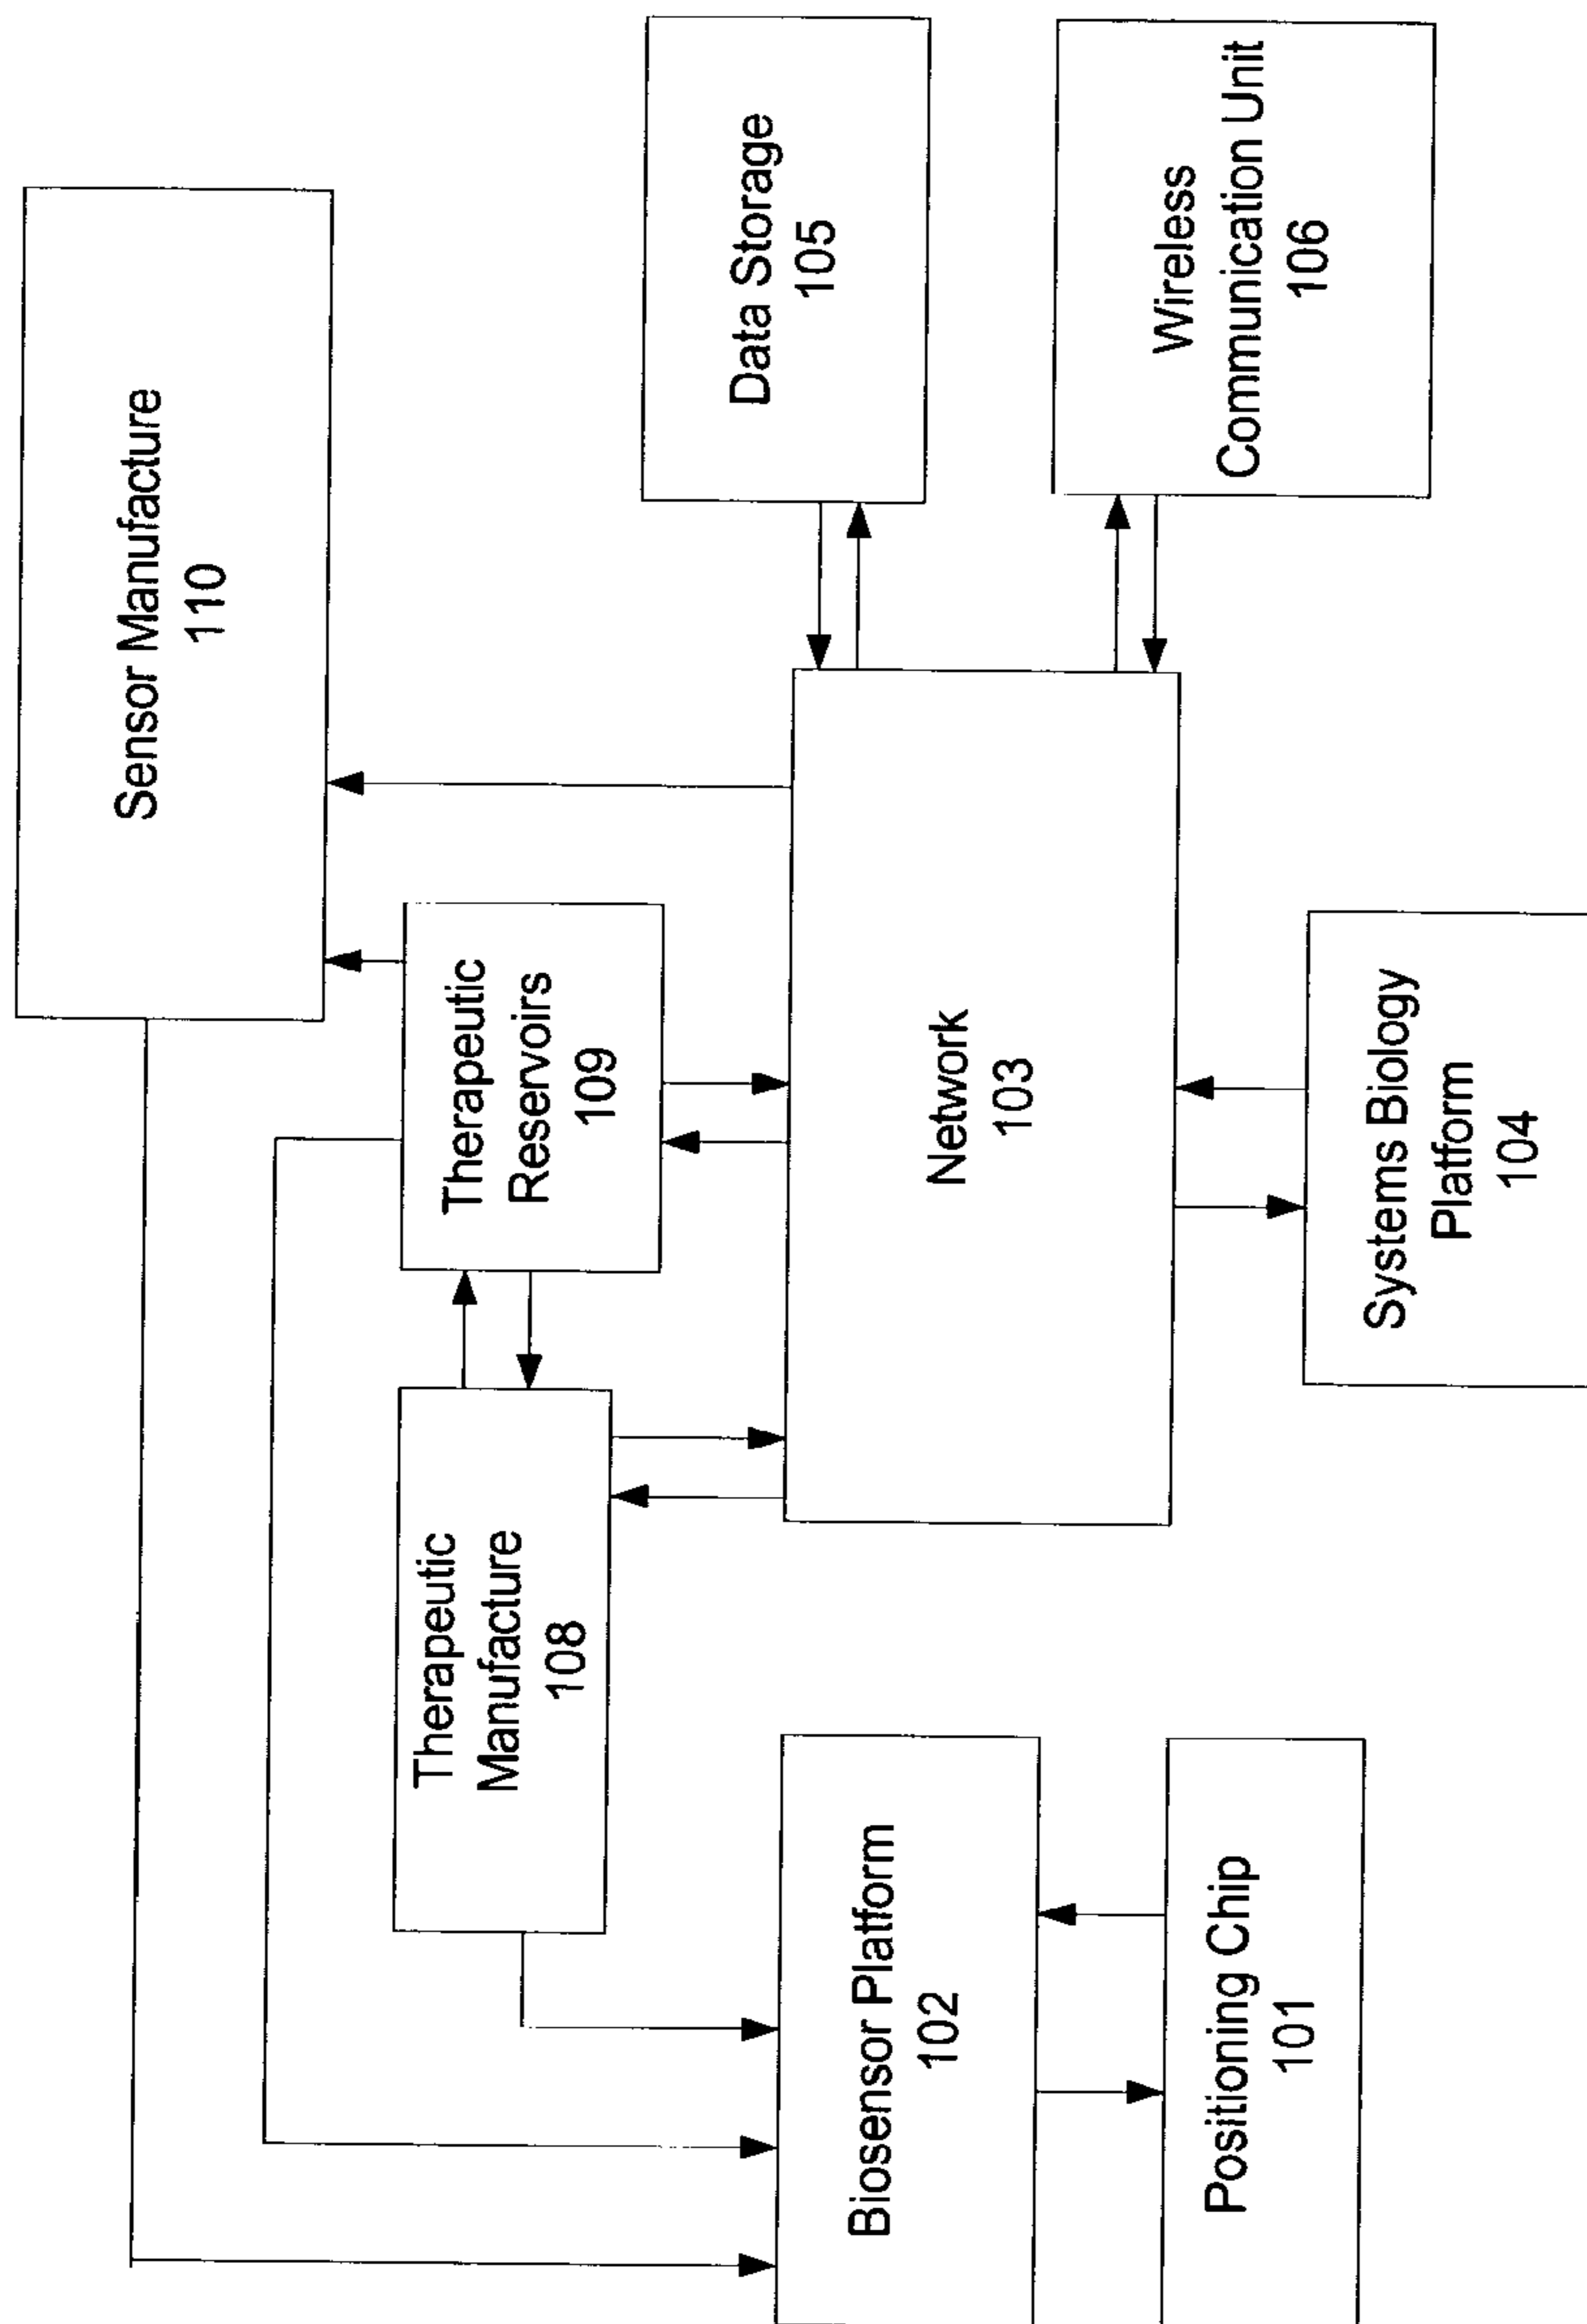 Sensor Manufacture
110
Therapeutic
Reservoirs
109
Therapeutic
Manufacture
108
Data Storage
105
Wireless
Communication Unit
106
Network
103
Biosensor Platform
102
Positioning Chip
101
Systems Biology
Platform
104